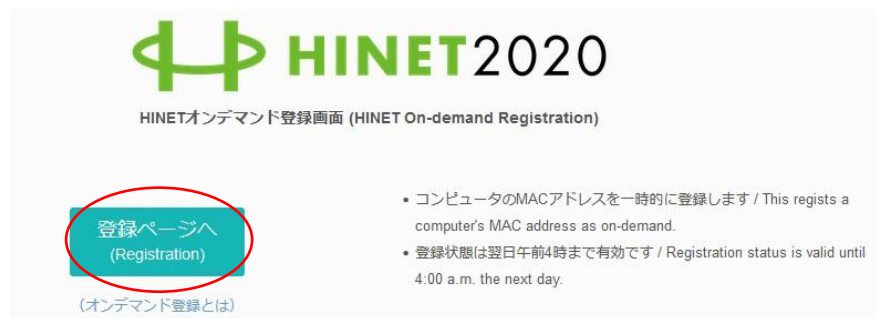 HINET2020
HINETオンデマンド登録画面 (HINET On-demand Registration)
登録ページへ
(Registration)
(オンデマンド登録とは)
• コンピュータのMACアドレスを一時的に登録します / This regists a
computer's MAC address as on-demand.
• 登録状態は翌日午前4時まで有効です / Registration status is valid until
4:00 a.m. the next day.